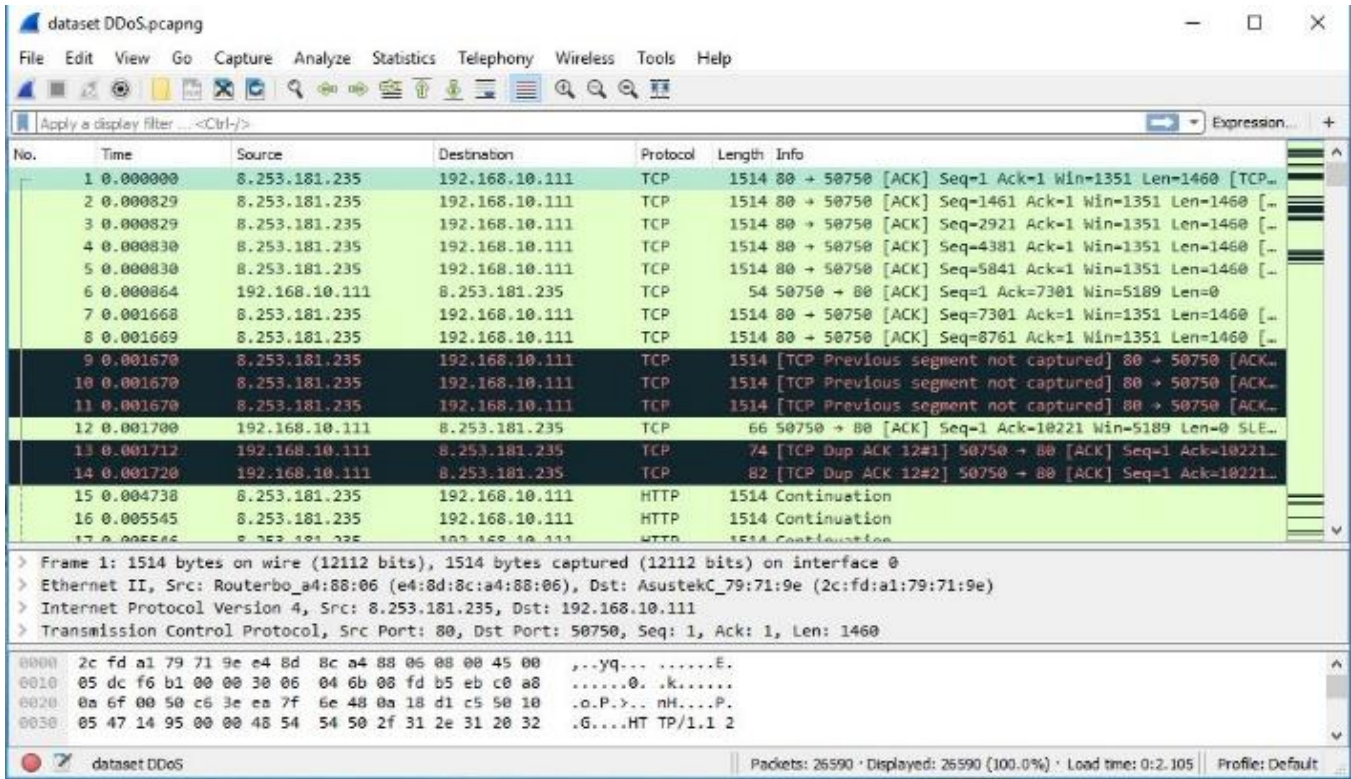 dataset DDoS.pcapng
File Edit View Go Capture Analyze Statistics Telephony Wireless Tools Help
Apply a display filter ... <Ctrl-/> Expression... +
No. Time Source Destination Protocol Length Info
1 0.000000 8.253.181.235 192.168.10.111 TCP 1514 80 → 50750 [ACK] Seq=1 Ack=1 Win=1351 Len=1460 [TCP…
2 0.000829 8.253.181.235 192.168.10.111 TCP 1514 80 → 50750 [ACK] Seq=1461 Ack=1 Win=1351 Len=1460 […
3 0.000829 8.253.181.235 192.168.10.111 TCP 1514 80 → 50750 [ACK] Seq=2921 Ack=1 Win=1351 Len=1460 […
4 0.000830 8.253.181.235 192.168.10.111 TCP 1514 80 → 50750 [ACK] Seq=4381 Ack=1 Win=1351 Len=1460 […
5 0.000830 8.253.181.235 192.168.10.111 TCP 1514 80 → 50750 [ACK] Seq=5841 Ack=1 Win=1351 Len=1460 […
6 0.000864 192.168.10.111 8.253.181.235 TCP 54 50750 → 80 [ACK] Seq=1 Ack=7301 Win=5189 Len=0
7 0.001668 8.253.181.235 192.168.10.111 TCP 1514 80 → 50750 [ACK] Seq=7301 Ack=1 Win=1351 Len=1460 […
8 0.001669 8.253.181.235 192.168.10.111 TCP 1514 80 → 50750 [ACK] Seq=8761 Ack=1 Win=1351 Len=1460 […
9 0.001670 8.253.181.235 192.168.10.111 TCP 1514 [TCP Previous segment not captured] 80 → 50750 [ACK…
10 0.001670 8.253.181.235 192.168.10.111 TCP 1514 [TCP Previous segment not captured] 80 → 50750 [ACK…
11 0.001670 8.253.181.235 192.168.10.111 TCP 1514 [TCP Previous segment not captured] 80 → 50750 [ACK…
12 0.001700 192.168.10.111 8.253.181.235 TCP 66 50750 → 80 [ACK] Seq=1 Ack=10221 Win=5189 Len=0 SLE…
13 0.001712 192.168.10.111 8.253.181.235 TCP 74 [TCP Dup ACK 12#1] 50750 → 80 [ACK] Seq=1 Ack=10221…
14 0.001720 192.168.10.111 8.253.181.235 TCP 82 [TCP Dup ACK 12#2] 50750 → 80 [ACK] Seq=1 Ack=10221…
15 0.004738 8.253.181.235 192.168.10.111 HTTP 1514 Continuation
16 0.005545 8.253.181.235 192.168.10.111 HTTP 1514 Continuation
17 0.005546 8.253.181.235 192.168.10.111 HTTP 1514 Continuation
> Frame 1: 1514 bytes on wire (12112 bits), 1514 bytes captured (12112 bits) on interface 0
> Ethernet II, Src: Routerbo_a4:88:06 (e4:8d:8c:a4:88:06), Dst: AsustekC_79:71:9e (2c:fd:a1:79:71:9e)
> Internet Protocol Version 4, Src: 8.253.181.235, Dst: 192.168.10.111
> Transmission Control Protocol, Src Port: 80, Dst Port: 50750, Seq: 1, Ack: 1, Len: 1460
0000 2c fd a1 79 71 9e e4 8d 8c a4 88 06 08 00 45 00 ,..yq... ......E.
0010 05 dc f6 b1 00 00 30 06 04 6b 08 fd b5 eb c0 a8 ......0. .k......
0020 0a 6f 00 50 c6 3e ea 7f 6e 48 0a 18 d1 c5 50 10 .o.P.>.. nH....P.
0030 05 47 14 95 00 00 48 54 54 50 2f 31 2e 31 20 32 .G....HT TP/1.1 2
dataset DDoS Packets: 26590 · Displayed: 26590 (100.0%) · Load time: 0:2.105 Profile: Default